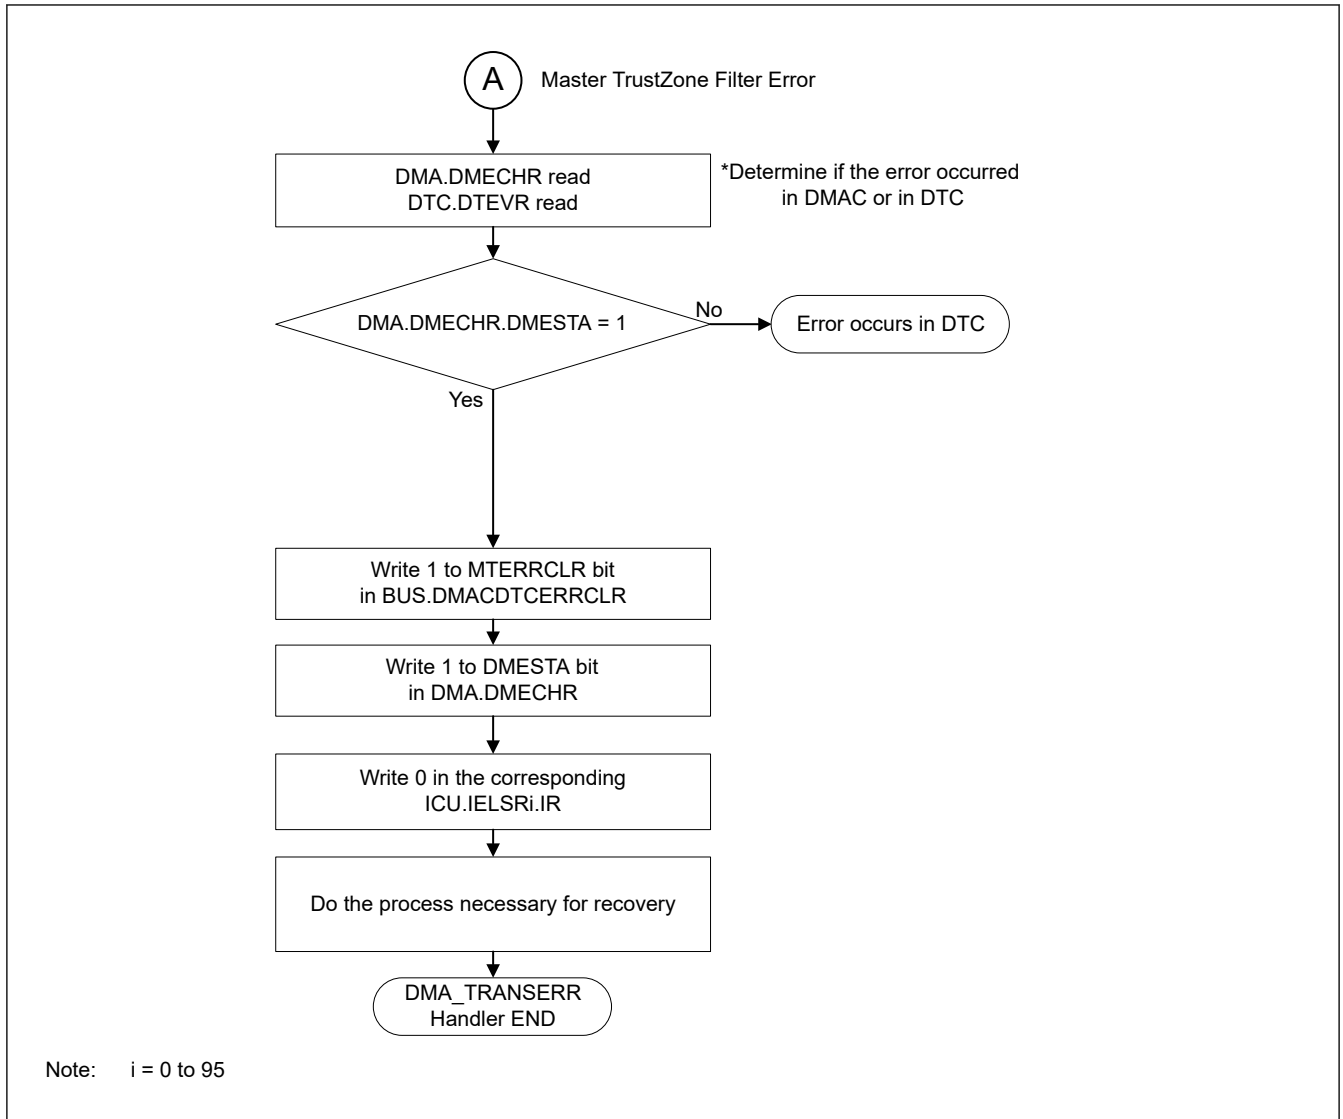 A
Master TrustZone Filter Error
DMA.DMECHR read
DTC.DTEVR read
*Determine if the error occurred
in DMAC or in DTC
DMA.DMECHR.DMESTA = 1
No
Error occurs in DTC
Yes
Write 1 to MTERRCLR bit
in BUS.DMACDTCERRCLR
Write 1 to DMESTA bit
in DMA.DMECHR
Write 0 in the corresponding
ICU.IELSRi.IR
Do the process necessary for recovery
DMA_TRANSERR
Handler END
Note: i = 0 to 95